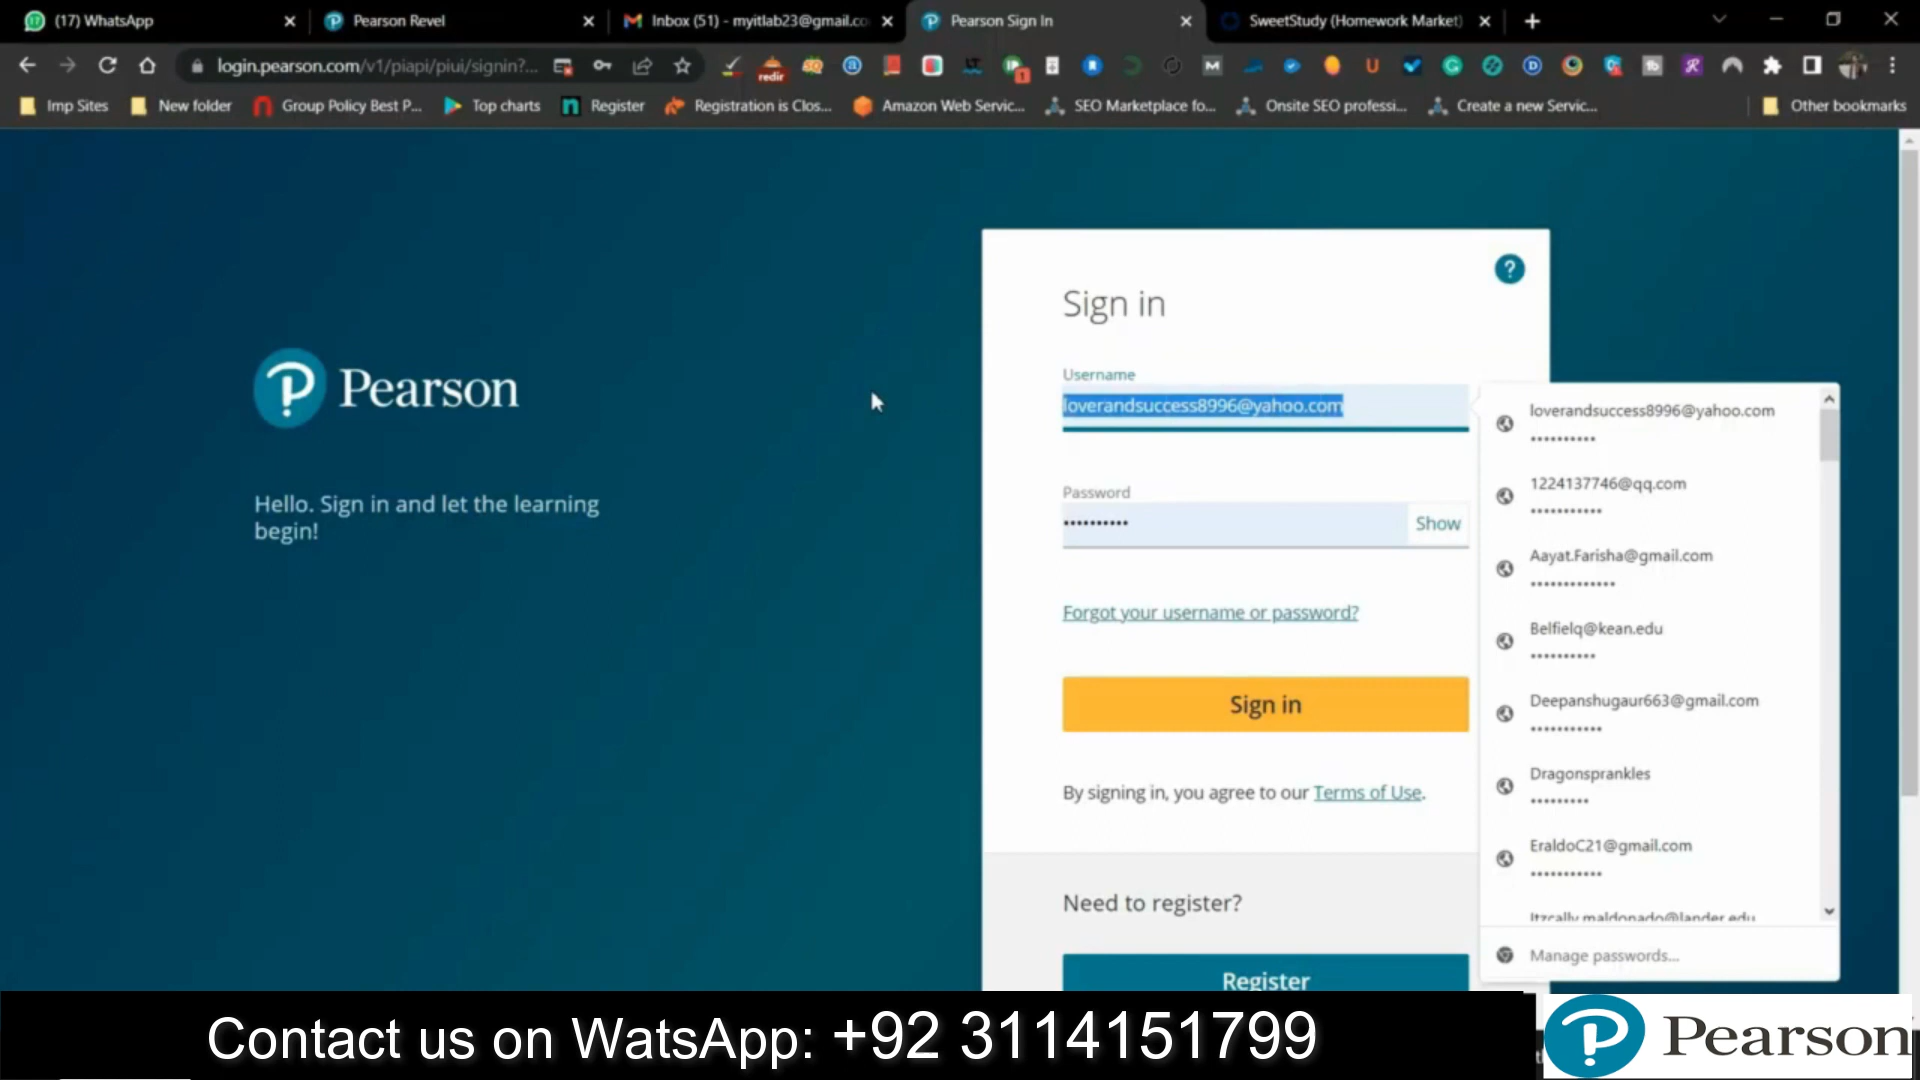 (17) WhatsApp
Pearson Revel
Inbox (51) - myitlab23@gmail.co
Pearson Sign In
SweetStudy (Homework Market)
login.pearson.com/v1/piapi/piui/signin?...
redir
Imp Sites
New folder
Group Policy Best P...
Top charts
Register
Registration is Clos...
Amazon Web Servic...
SEO Marketplace fo...
Onsite SEO professi...
Create a new Servic...
Other bookmarks
Pearson
Hello. Sign in and let the learning
begin!
?
Sign in
Username
loverandsuccess8996@yahoo.com
Password
••••••••••
Show
Forgot your username or password?
Sign in
By signing in, you agree to our Terms of Use.
Need to register?
Register
loverandsuccess8996@yahoo.com
••••••••••
1224137746@qq.com
•••••••••••
Aayat.Farisha@gmail.com
•••••••••••••
Belfielq@kean.edu
••••••••••
Deepanshugaur663@gmail.com
•••••••••••
Dragonsprankles
•••••••••
EraldoC21@gmail.com
•••••••••••
Itzcally.maldonado@lander.edu
Manage passwords...
Contact us on WatsApp: +92 3114151799
Pearson